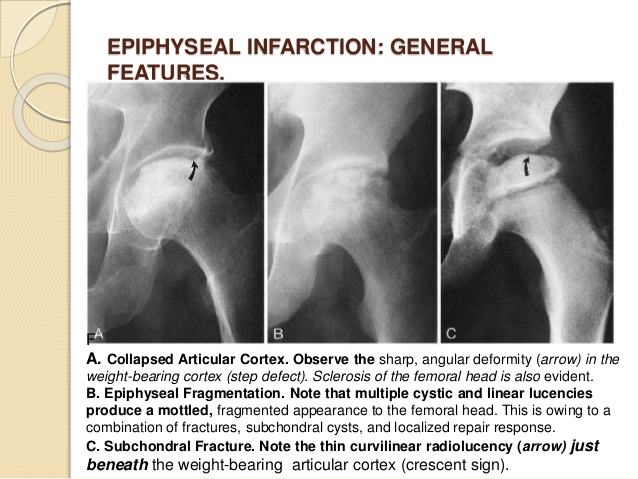 EPIPHYSEAL INFARCTION: GENERAL
FEATURES.
A
B
C
F
A. Collapsed Articular Cortex. Observe the sharp, angular deformity (arrow) in the
weight-bearing cortex (step defect). Sclerosis of the femoral head is also evident.
B. Epiphyseal Fragmentation. Note that multiple cystic and linear lucencies
produce a mottled, fragmented appearance to the femoral head. This is owing to a
combination of fractures, subchondral cysts, and localized repair response.
C. Subchondral Fracture. Note the thin curvilinear radiolucency (arrow) just
beneath the weight-bearing articular cortex (crescent sign).